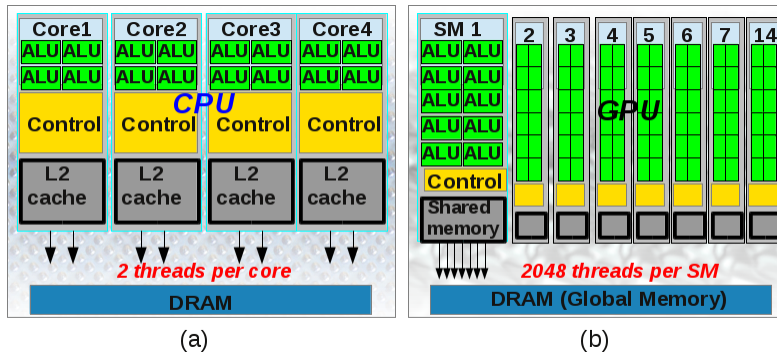 Core1 Core2 Core3 Core4
ALU ALU ALU ALU ALU ALU ALU ALU
ALU ALU ALU ALU ALU ALU ALU ALU
CPU
Control Control Control Control
L2 cache L2 cache L2 cache L2 cache
2 threads per core
DRAM
(a)
SM 1 2 3 4 5 6 7 14
ALU ALU
ALU ALU
ALU ALU
ALU ALU
ALU ALU
GPU
Control
Shared
memory
2048 threads per SM
DRAM (Global Memory)
(b)